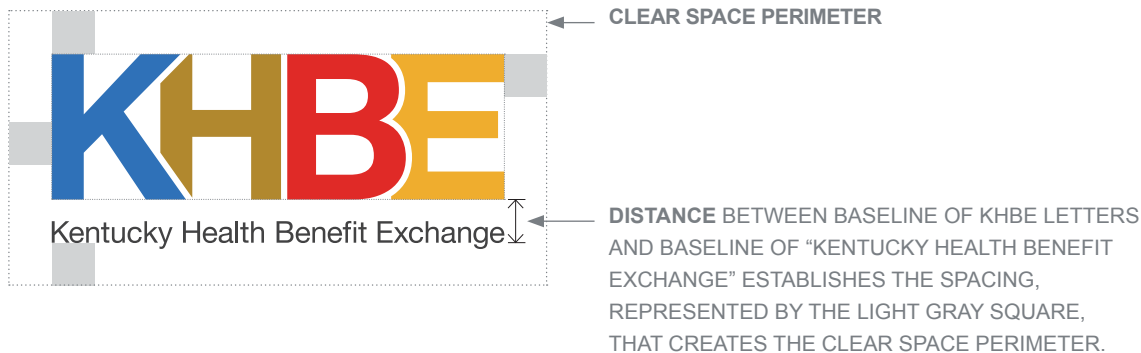 CLEAR SPACE PERIMETER
KHBE
Kentucky Health Benefit Exchange
DISTANCE BETWEEN BASELINE OF KHBE LETTERS
AND BASELINE OF “KENTUCKY HEALTH BENEFIT
EXCHANGE” ESTABLISHES THE SPACING,
REPRESENTED BY THE LIGHT GRAY SQUARE,
THAT CREATES THE CLEAR SPACE PERIMETER.